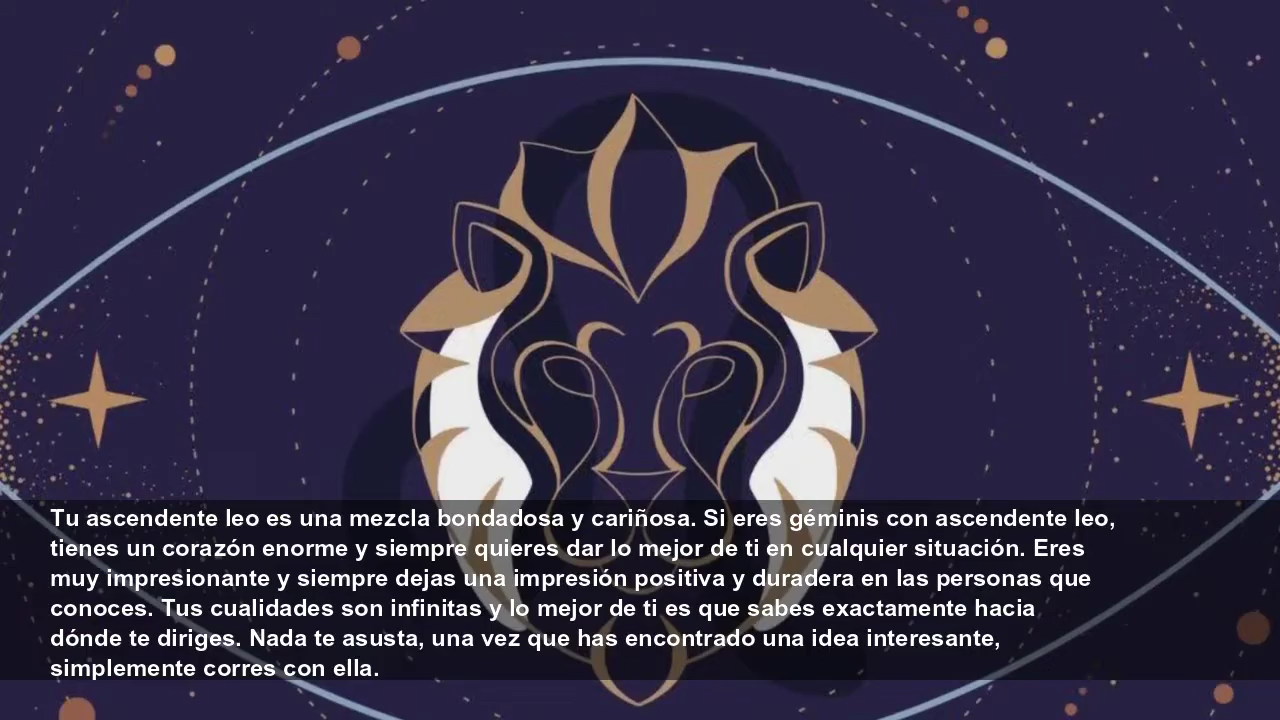 Tu ascendente leo es una mezcla bondadosa y cariñosa. Si eres géminis con ascendente leo,
tienes un corazón enorme y siempre quieres dar lo mejor de ti en cualquier situación. Eres
muy impresionante y siempre dejas una impresión positiva y duradera en las personas que
conoces. Tus cualidades son infinitas y lo mejor de ti es que sabes exactamente hacia
dónde te diriges. Nada te asusta, una vez que has encontrado una idea interesante,
simplemente corres con ella.